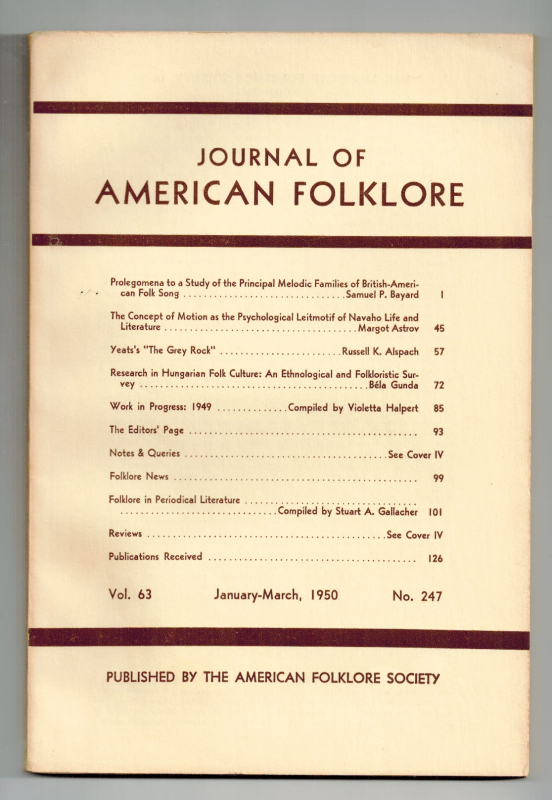 JOURNAL OF
AMERICAN FOLKLORE
Prolegomena to a Study of the Principal Melodic Families of British-Ameri-
can Folk Song ................................ Samuel P. Bayard 1
The Concept of Motion as the Psychological Leitmotif of Navaho Life and
Literature ...................................... Margot Astrov 45
Yeats's "The Grey Rock" ........................ Russell K. Alspach 57
Research in Hungarian Folk Culture: An Ethnological and Folkloristic Sur-
vey ............................................. Béla Gunda 72
Work in Progress: 1949 .............. Compiled by Violetta Halpert 85
The Editors' Page ............................................. 93
Notes & Queries ........................................ See Cover IV
Folklore News ................................................ 99
Folklore in Periodical Literature ..................................
............................... Compiled by Stuart A. Gallacher 101
Reviews .................................................... See Cover IV
Publications Received ......................................... 126
Vol. 63 January-March, 1950 No. 247
PUBLISHED BY THE AMERICAN FOLKLORE SOCIETY